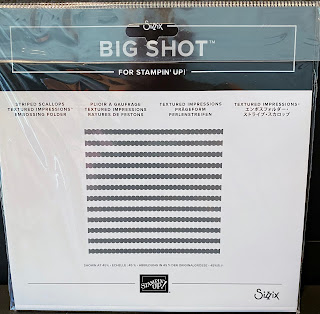 Sizzix
BIG SHOT™
FOR STAMPIN' UP!
STRIPED SCALLOPS
TEXTURED IMPRESSIONS™
EMBOSSING FOLDER
PLIOIR À GAUFRAGE
TEXTURED IMPRESSIONS
RAYURES DE FESTONS
TEXTURED IMPRESSIONS
PRÄGEFORM
PERLENSTREIFEN
TEXTURED IMPRESSIONS・
エンボスフォルダー・
ストライプ・スカロップ
STAMPIN' UP!
Sizzix